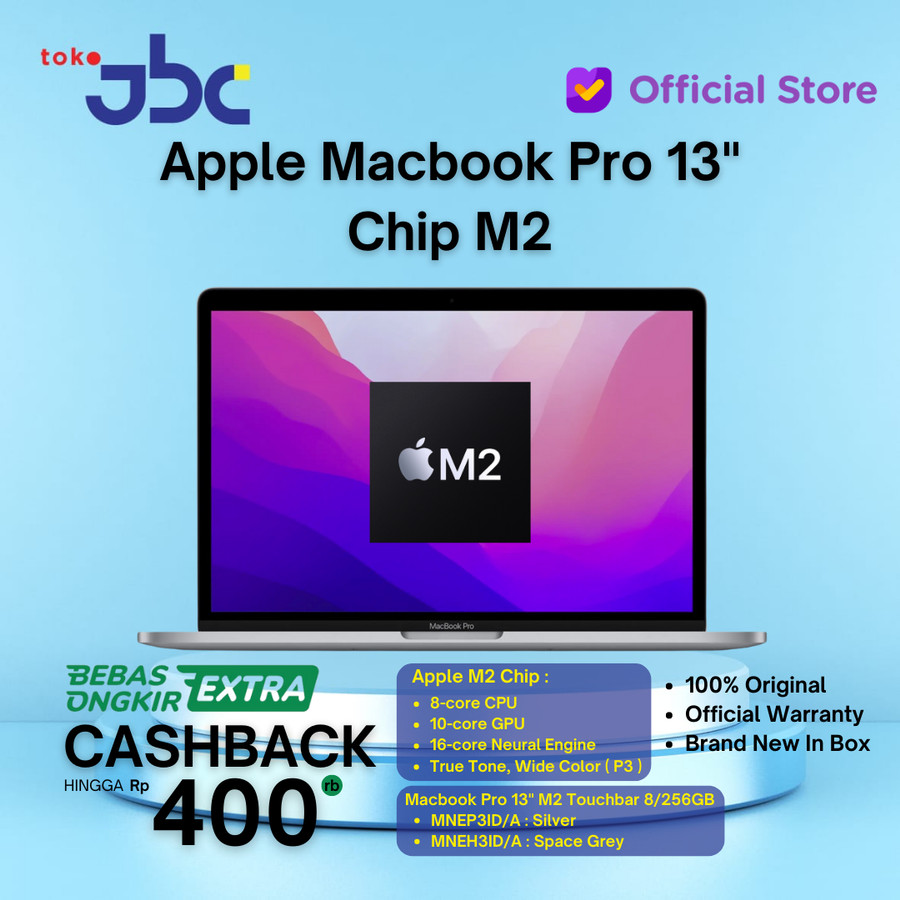 toko
JBC
Official Store
Apple Macbook Pro 13"
Chip M2
M2
MacBook Pro
BEBAS
ONGKIR EXTRA
CASHBACK
HINGGA Rp
400 rb
Apple M2 Chip :
• 8-core CPU
• 10-core GPU
• 16-core Neural Engine
• True Tone, Wide Color ( P3 )
Macbook Pro 13" M2 Touchbar 8/256GB
• MNEP3ID/A : Silver
• MNEH3ID/A : Space Grey
• 100% Original
• Official Warranty
• Brand New In Box